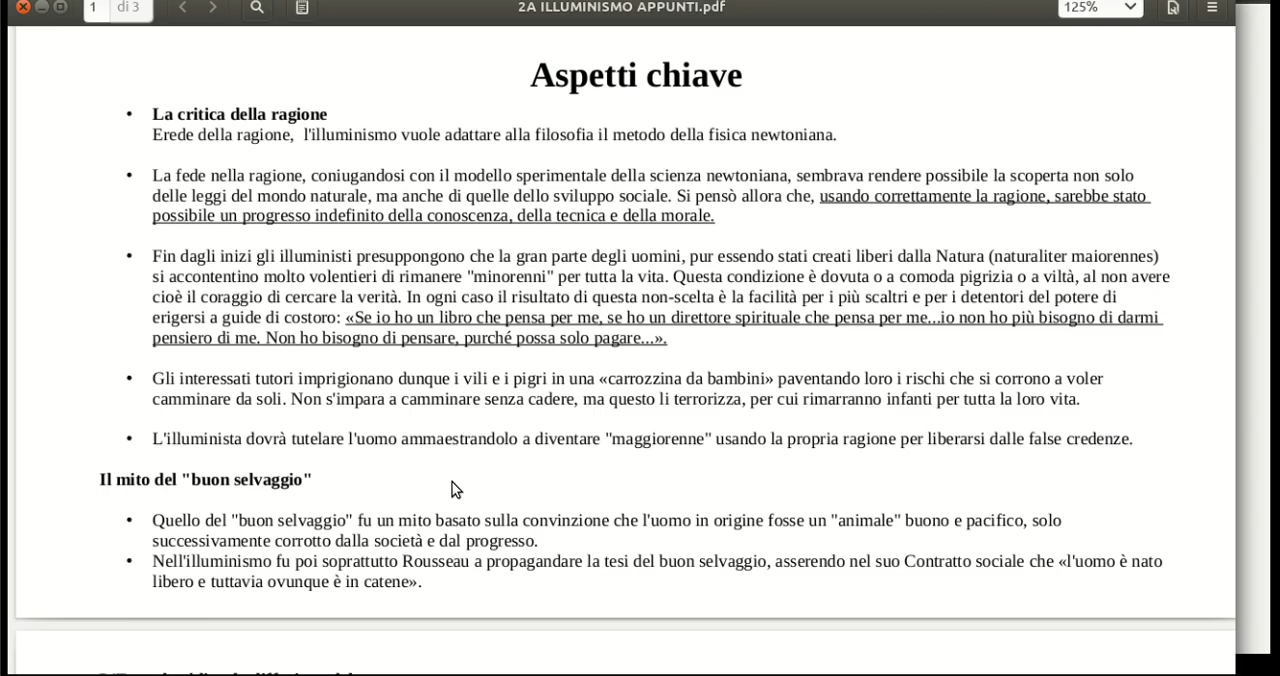 1 di 3
2A ILLUMINISMO APPUNTI.pdf
125%
Aspetti chiave
• La critica della ragione
Erede della ragione, l'illuminismo vuole adattare alla filosofia il metodo della fisica newtoniana.
• La fede nella ragione, coniugandosi con il modello sperimentale della scienza newtoniana, sembrava rendere possibile la scoperta non solo
delle leggi del mondo naturale, ma anche di quelle dello sviluppo sociale. Si pensò allora che, usando correttamente la ragione, sarebbe stato
possibile un progresso indefinito della conoscenza, della tecnica e della morale.
• Fin dagli inizi gli illuministi presuppongono che la gran parte degli uomini, pur essendo stati creati liberi dalla Natura (naturaliter maiorennes)
si accontentino molto volentieri di rimanere "minorenni" per tutta la vita. Questa condizione è dovuta o a comoda pigrizia o a viltà, al non avere
cioè il coraggio di cercare la verità. In ogni caso il risultato di questa non-scelta è la facilità per i più scaltri e per i detentori del potere di
erigersi a guide di costoro: «Se io ho un libro che pensa per me, se ho un direttore spirituale che pensa per me...io non ho più bisogno di darmi
pensiero di me. Non ho bisogno di pensare, purché possa solo pagare...».
• Gli interessati tutori imprigionano dunque i vili e i pigri in una «carrozzina da bambini» paventando loro i rischi che si corrono a voler
camminare da soli. Non s'impara a camminare senza cadere, ma questo li terrorizza, per cui rimarranno infanti per tutta la loro vita.
• L'illuminista dovrà tutelare l'uomo ammaestrandolo a diventare "maggiorenne" usando la propria ragione per liberarsi dalle false credenze.
Il mito del "buon selvaggio"
• Quello del "buon selvaggio" fu un mito basato sulla convinzione che l'uomo in origine fosse un "animale" buono e pacifico, solo
successivamente corrotto dalla società e dal progresso.
• Nell'illuminismo fu poi soprattutto Rousseau a propagandare la tesi del buon selvaggio, asserendo nel suo Contratto sociale che «l'uomo è nato
libero e tuttavia ovunque è in catene».